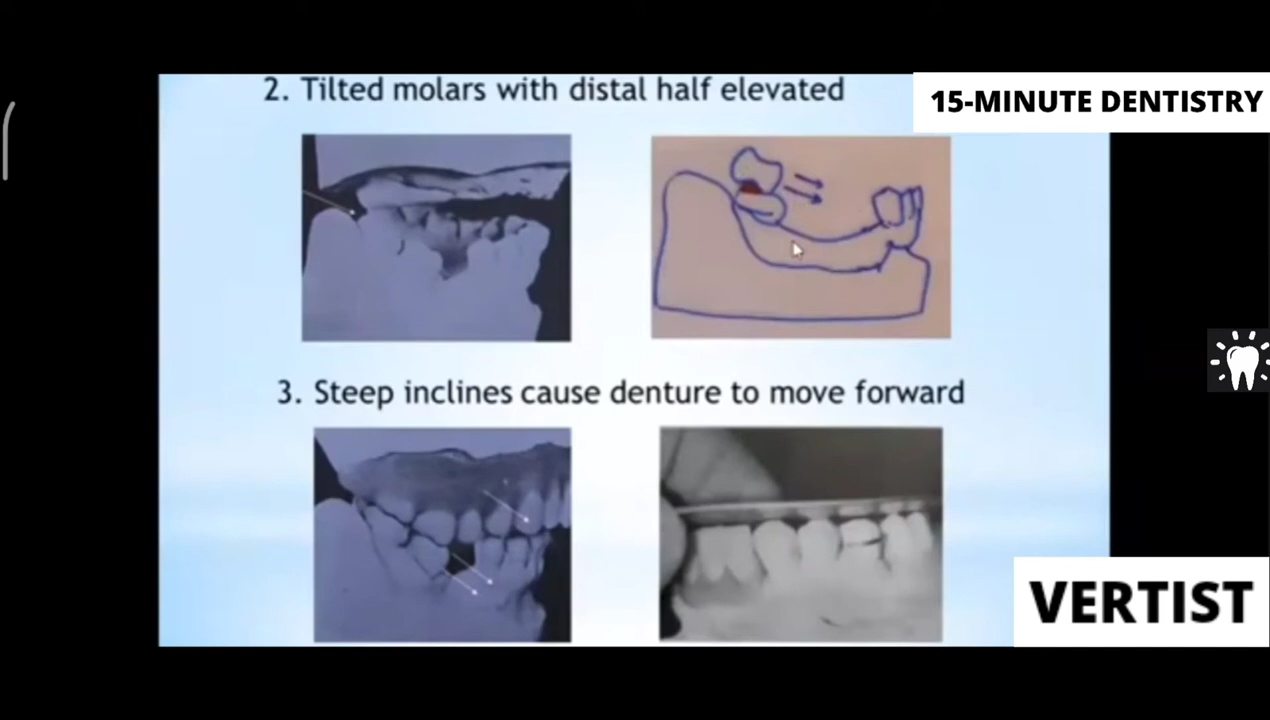 2. Tilted molars with distal half elevated
15-MINUTE DENTISTRY
3. Steep inclines cause denture to move forward
VERTIST